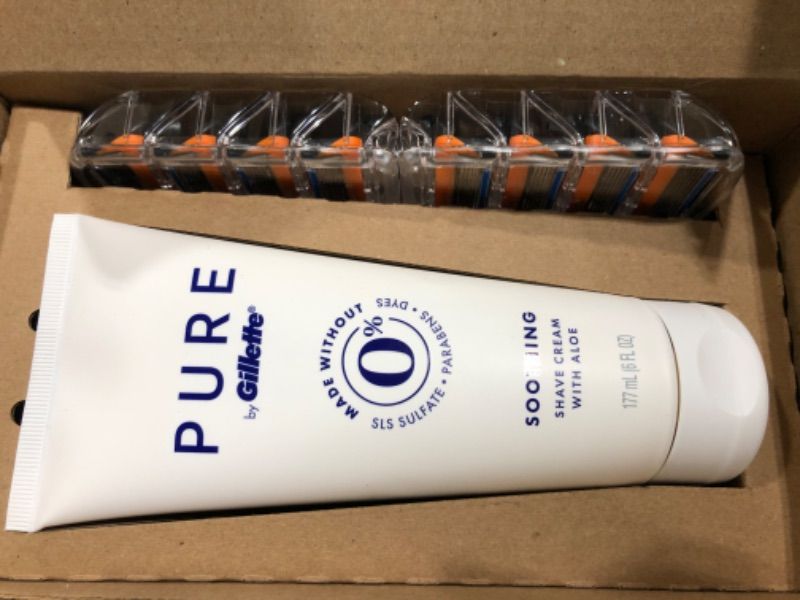 PURE
by Gillette®
MADE WITHOUT
0%
SLS SULFATE • PARABENS • DYES
SHAVE CREAM
WITH ALOE
177 mL (6 FL OZ)